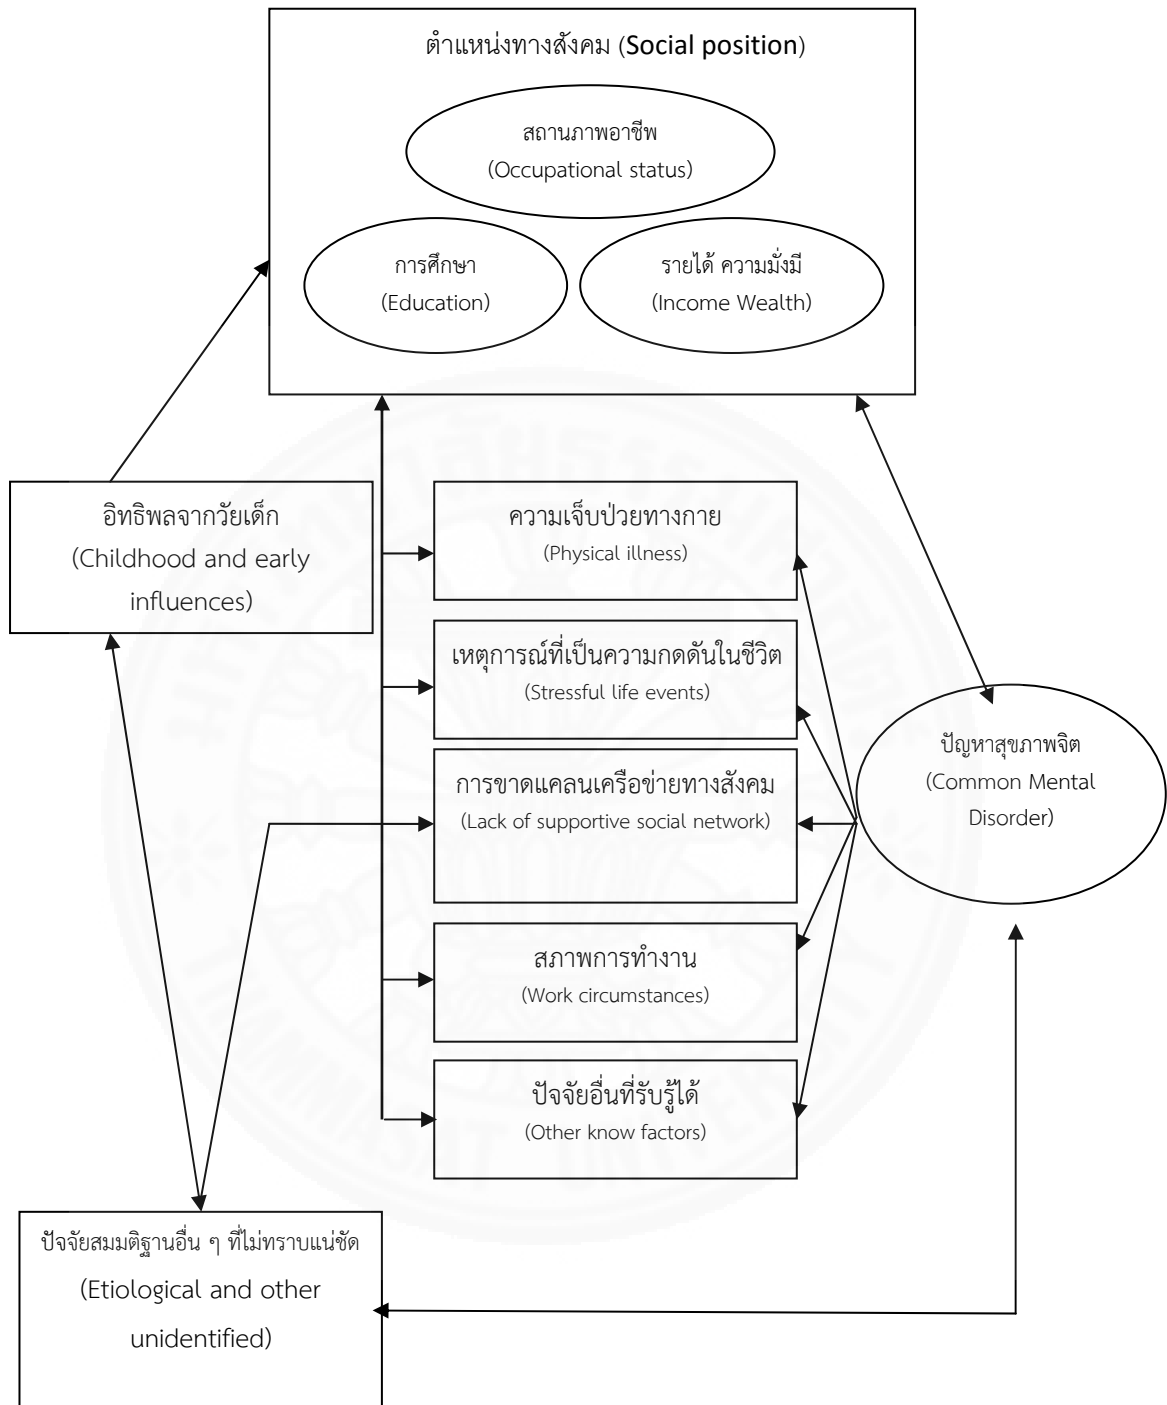 ตำแหน่งทางสังคม (Social position)
สถานภาพอาชีพ
(Occupational status)
การศึกษา
(Education)
รายได้ ความมั่งมี
(Income Wealth)
อิทธิพลจากวัยเด็ก
(Childhood and early
influences)
ความเจ็บป่วยทางกาย
(Physical illness)
เหตุการณ์ที่เป็นความกดดันในชีวิต
(Stressful life events)
การขาดแคลนเครือข่ายทางสังคม
(Lack of supportive social network)
สภาพการทำงาน
(Work circumstances)
ปัจจัยอื่นที่รับรู้ได้
(Other know factors)
ปัญหาสุขภาพจิต
(Common Mental
Disorder)
ปัจจัยสมมติฐานอื่น ๆ ที่ไม่ทราบแน่ชัด
(Etiological and other
unidentified)